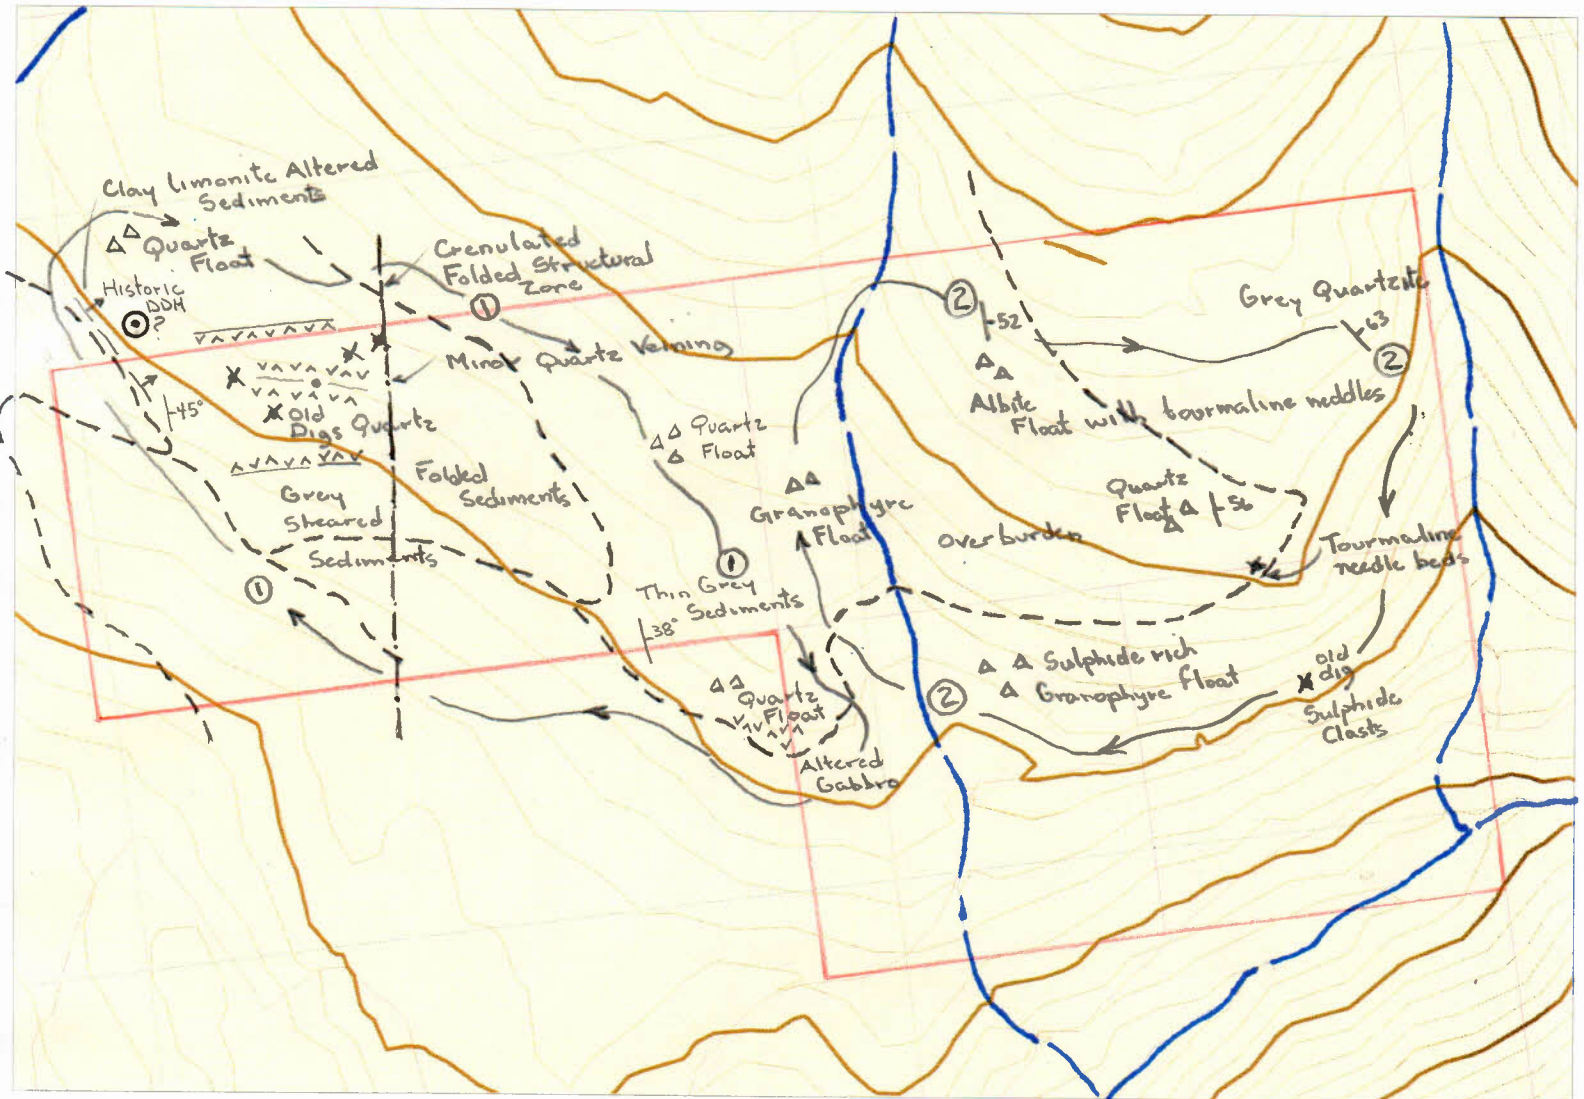 Clay limonite Altered
Sediments
Quartz
Float
Historic
DDH
?
Crenulated
Folded Structural
Zone
1
Minor Quartz Veining
45°
Old
Digs Quartz
Folded
Sediments
Grey
Sheared
Sediments
1
Quartz
Float
1
Thin Grey
Sediments
38°
Quartz
Float
Altered
Gabbro
Granophyre
Float
2
52
Albite
Float with tourmaline neddles
Grey Quartzite
63
2
Quartz
Float
56
overburden
Tourmaline
needle beds
Sulphide rich
Granophyre float
2
old
dig
Sulphide
Clasts